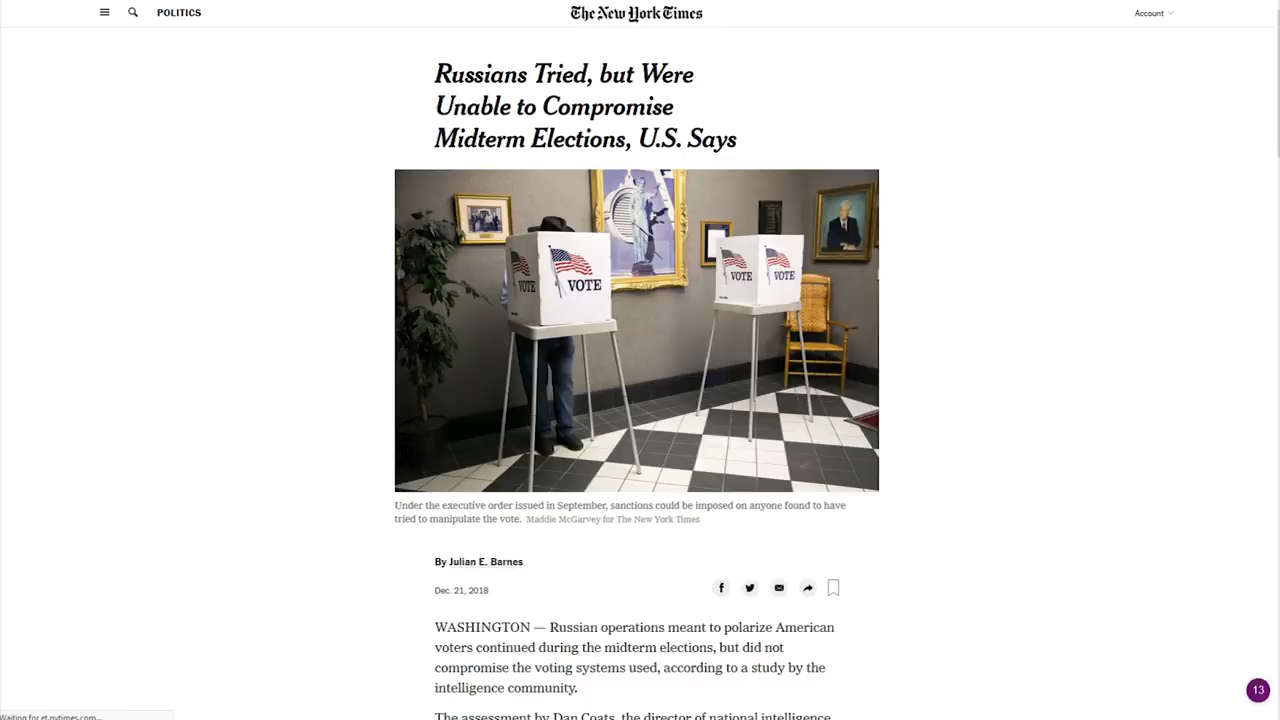 POLITICS
The New York Times
Account
Russians Tried, but Were
Unable to Compromise
Midterm Elections, U.S. Says
VOTE
VOTE
VOTE
VOTE
Under the executive order issued in September, sanctions could be imposed on anyone found to have
tried to manipulate the vote. Maddie McGarvey for The New York Times
By Julian E. Barnes
Dec. 21, 2018
WASHINGTON — Russian operations meant to polarize American
voters continued during the midterm elections, but did not
compromise the voting systems used, according to a study by the
intelligence community.
The assessment by Dan Coats, the director of national intelligence
13
Waiting for et.nytimes.com...